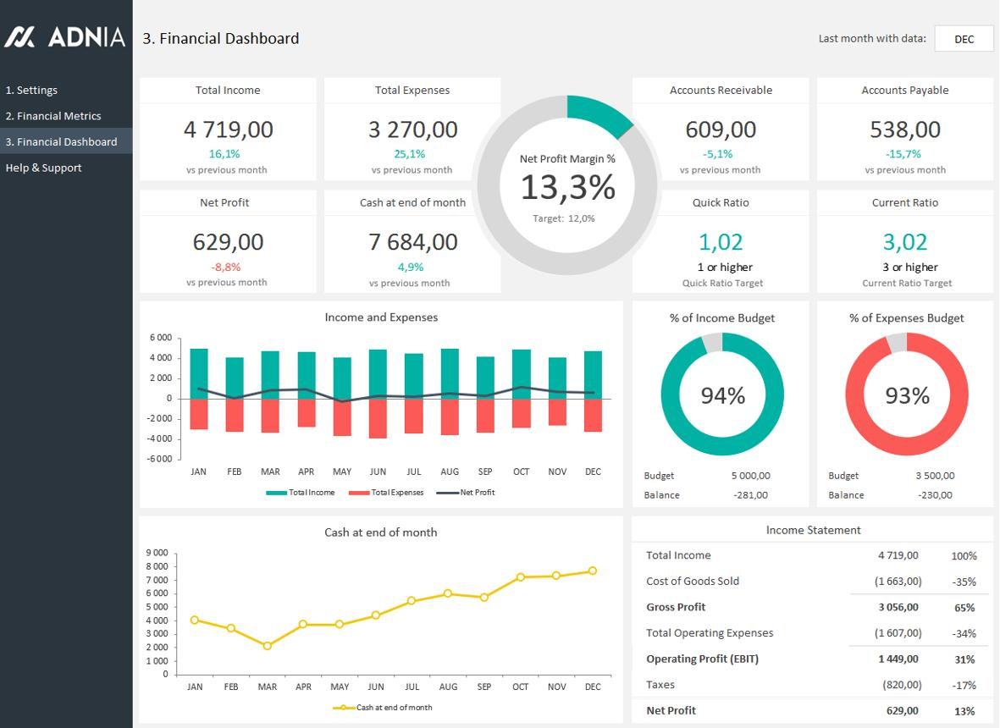 ADNIA
3. Financial Dashboard
Last month with data: DEC
1. Settings
2. Financial Metrics
3. Financial Dashboard
Help & Support
Total Income
4 719,00
16,1%
vs previous month
Total Expenses
3 270,00
25,1%
vs previous month
Net Profit Margin %
13,3%
Target: 12,0%
Accounts Receivable
609,00
-5,1%
vs previous month
Accounts Payable
538,00
-15,7%
vs previous month
Net Profit
629,00
-8,8%
vs previous month
Cash at end of month
7 684,00
4,9%
vs previous month
Quick Ratio
1,02
1 or higher
Quick Ratio Target
Current Ratio
3,02
3 or higher
Current Ratio Target
Income and Expenses
6 000
4 000
2 000
0
-2 000
-4 000
-6 000
JAN FEB MAR APR MAY JUN JUL AUG SEP OCT NOV DEC
Total Income Total Expenses Net Profit
% of Income Budget
94%
Budget 5 000,00
Balance -281,00
% of Expenses Budget
93%
Budget 3 500,00
Balance -230,00
Cash at end of month
9 000
8 000
7 000
6 000
5 000
4 000
3 000
2 000
1 000
0
JAN FEB MAR APR MAY JUN JUL AUG SEP OCT NOV DEC
Cash at end of month
Income Statement
Total Income 4 719,00 100%
Cost of Goods Sold (1 663,00) -35%
Gross Profit 3 056,00 65%
Total Operating Expenses (1 607,00) -34%
Operating Profit (EBIT) 1 449,00 31%
Taxes (820,00) -17%
Net Profit 629,00 13%